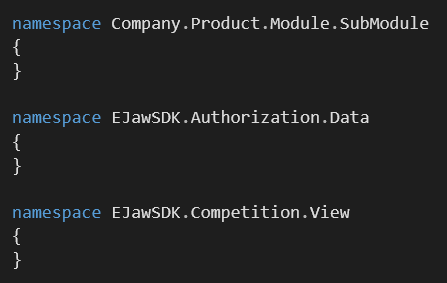 namespace Company.Product.Module.SubModule
{
}
namespace EJawSDK.Authorization.Data
{
}
namespace EJawSDK.Competition.View
{
}